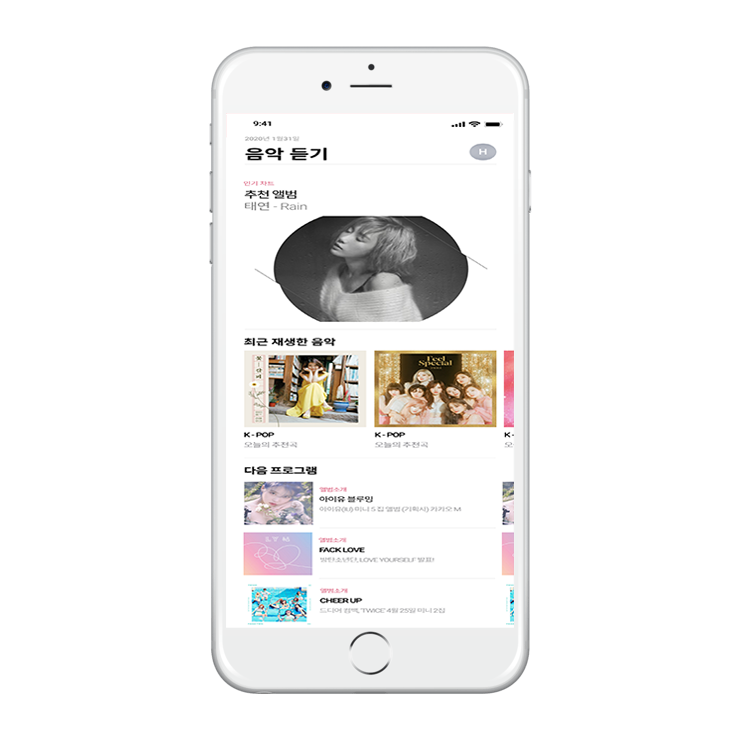 9:41
2020년 1월31일
음악 듣기
H
인기 차트
추천 앨범
태연 - Rain
최근 재생한 음악
꽃-갈피
Feel
Special
K-POP
오늘의 추천곡
K-POP
오늘의 추천곡
K-
오늘
다음 프로그램
앨범소개
아이유 블루밍
아이유(IU) 미니 5 집 앨범 (기획사) 카카오 M
앨범소개
FACK LOVE
방탄소년단, LOVE YOURSELF 발표!
앨범소개
CHEER UP
드디어 컴백, 'TWICE' 4월 25일 미니 2집